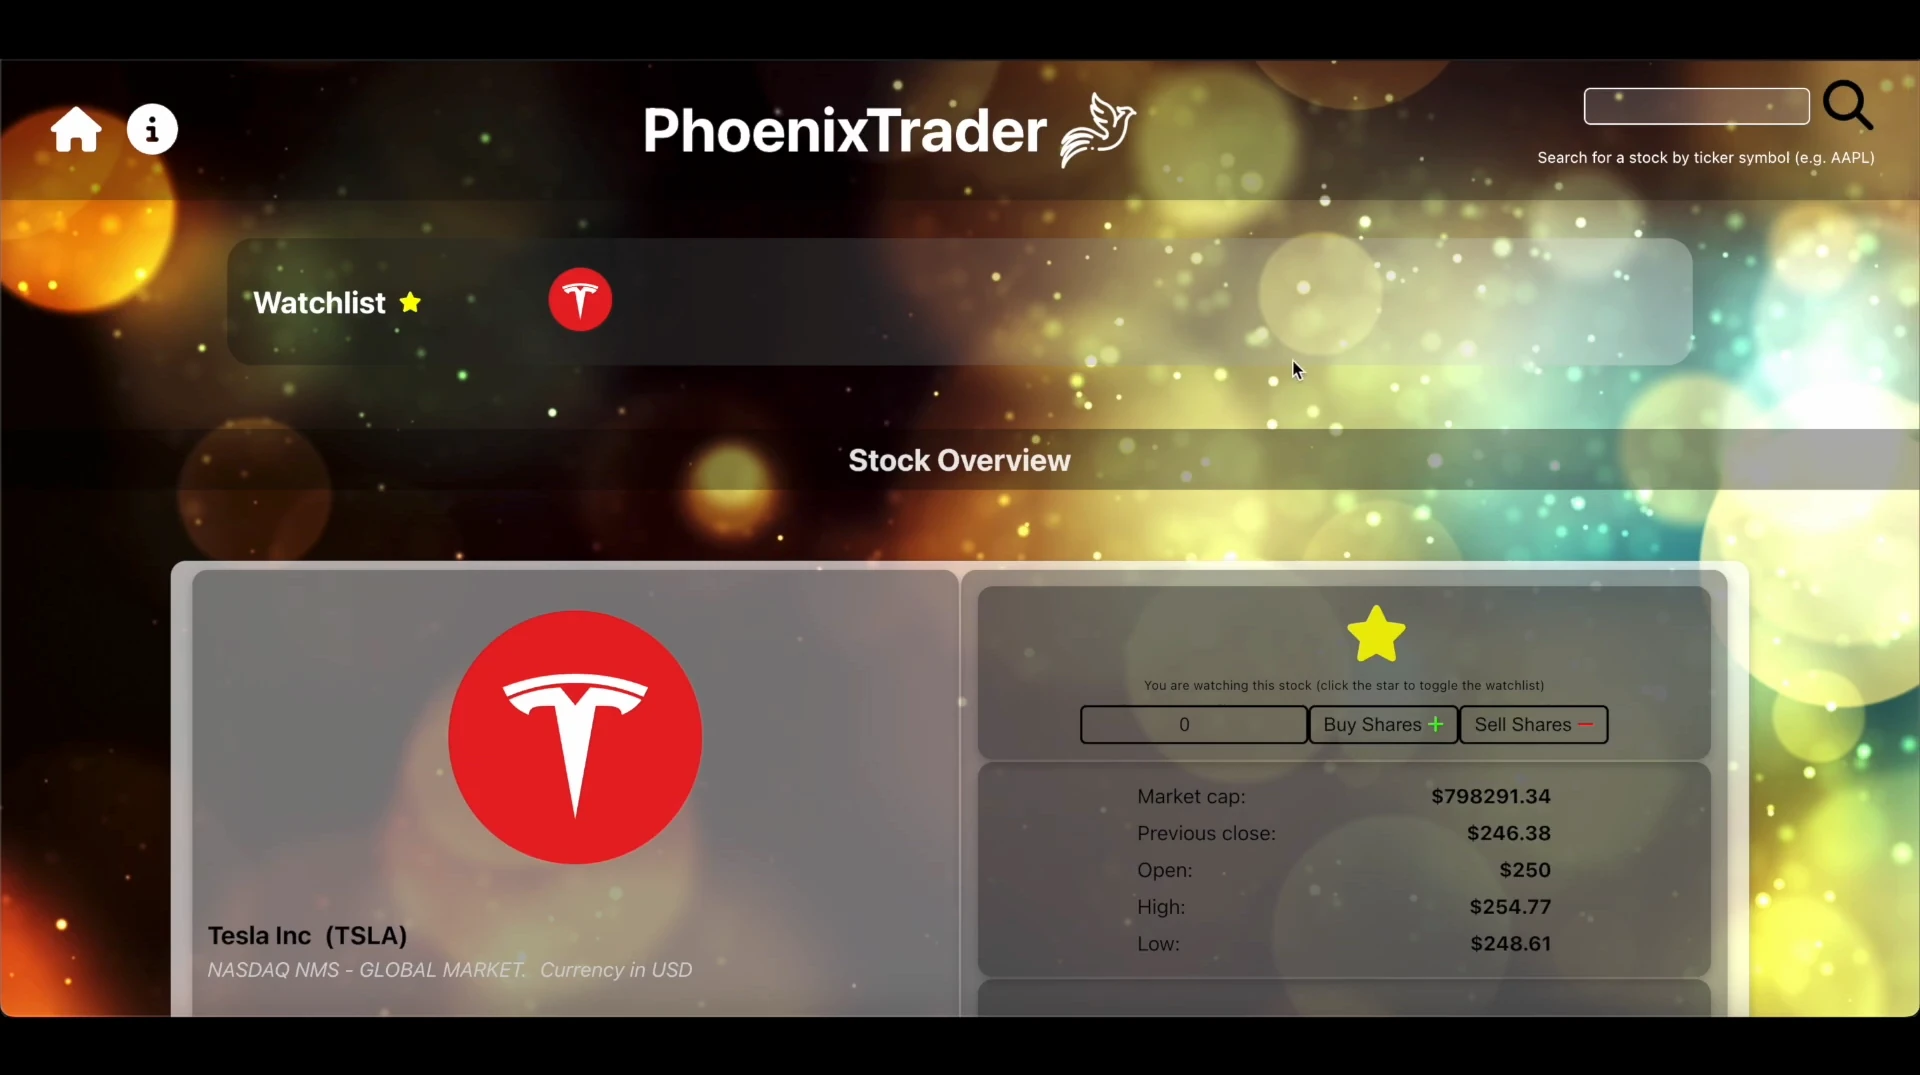 PhoenixTrader
Search for a stock by ticker symbol (e.g. AAPL)
Watchlist
Stock Overview
You are watching this stock (click the star to toggle the watchlist)
0 Buy Shares + Sell Shares −
Market cap: $798291.34
Previous close: $246.38
Open: $250
High: $254.77
Low: $248.61
Tesla Inc (TSLA)
NASDAQ NMS - GLOBAL MARKET. Currency in USD